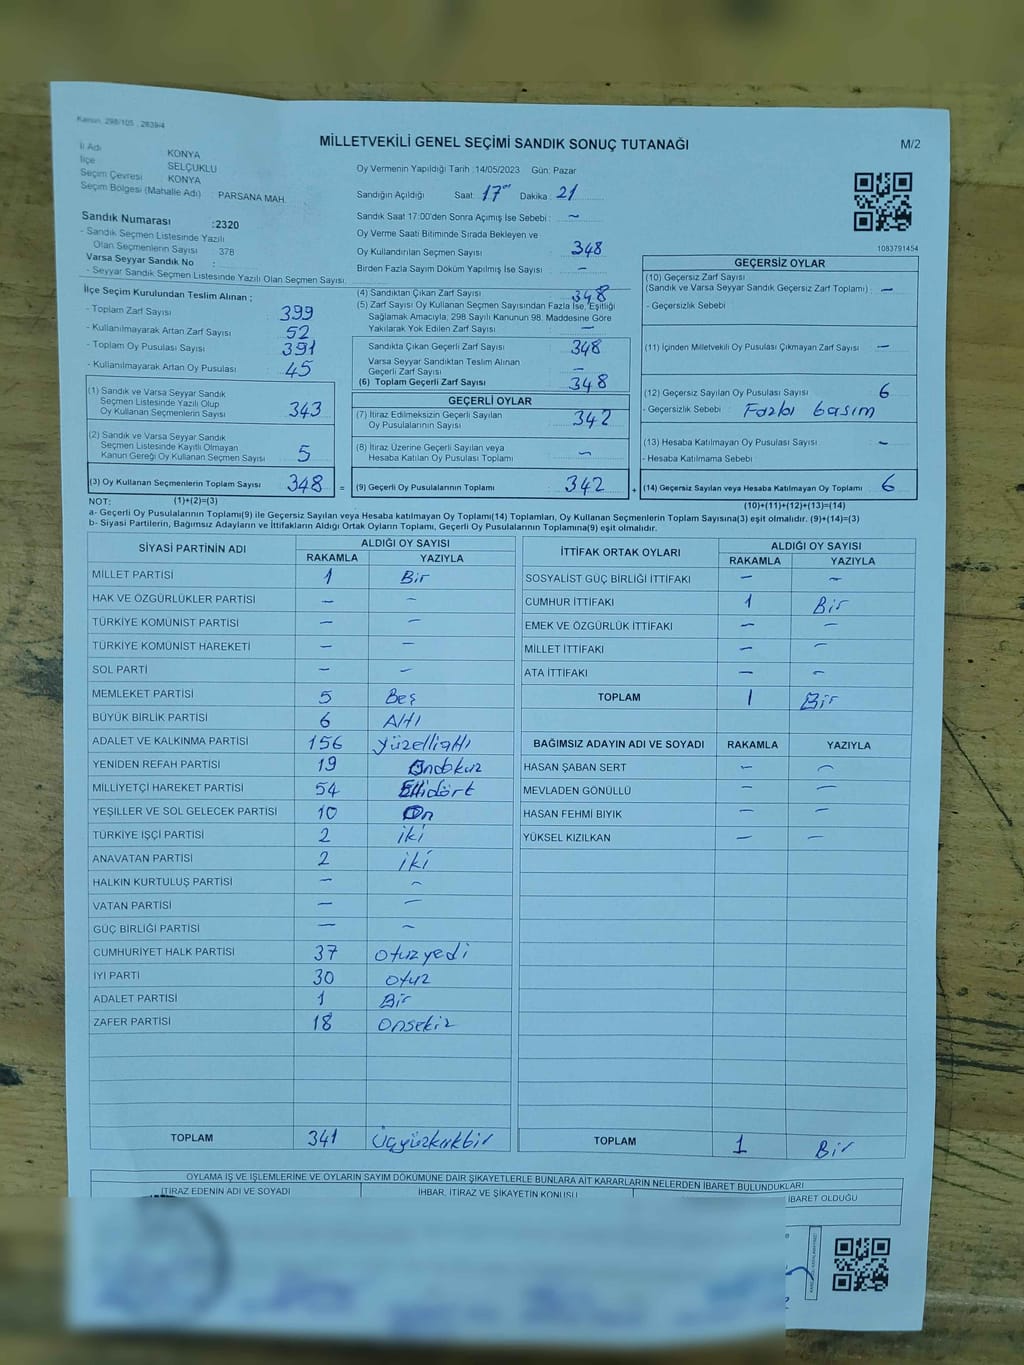 Kanun: 298/105 , 2839/4
MİLLETVEKİLİ GENEL SEÇİMİ SANDIK SONUÇ TUTANAĞI
M/2
İl Adı KONYA
İlçe SELÇUKLU
Seçim Çevresi KONYA
Seçim Bölgesi (Mahalle Adı) : PARSANA MAH.
Sandık Numarası :2320
- Sandık Seçmen Listesinde Yazılı
Olan Seçmenlerin Sayısı 378
Varsa Seyyar Sandık No :
- Seyyar Sandık Seçmen Listesinde Yazılı Olan Seçmen Sayısı:
İlçe Seçim Kurulundan Teslim Alınan :
- Toplam Zarf Sayısı 399
- Kullanılmayarak Artan Zarf Sayısı 52
- Toplam Oy Pusulası Sayısı 391
- Kullanılmayarak Artan Oy Pusulası 45
(1) Sandık ve Varsa Seyyar Sandık
Seçmen Listesinde Yazılı Olup
Oy Kullanan Seçmenlerin Sayısı 343
(2) Sandık ve Varsa Seyyar Sandık
Seçmen Listesinde Kayıtlı Olmayan
Kanun Gereği Oy Kullanan Seçmen Sayısı 5
(3) Oy Kullanan Seçmenlerin Toplam Sayısı 348 =
Oy Vermenin Yapıldığı Tarih :14/05/2023 Gün: Pazar
Sandığın Açıldığı Saat: 17 Dakika: 21
Sandık Saat 17:00'den Sonra Açılmış İse Sebebi : -
Oy Verme Saati Bitiminde Sırada Bekleyen ve
Oy Kullandırılan Seçmen Sayısı 348
Birden Fazla Sayım Döküm Yapılmış İse Sayısı : -
(4) Sandıktan Çıkan Zarf Sayısı 348
(5) Zarf Sayısı Oy Kullanan Seçmen Sayısından Fazla İse, Eşitliği
Sağlamak Amacıyla; 298 Sayılı Kanunun 98. Maddesine Göre
Yakılarak Yok Edilen Zarf Sayısı : -
Sandıkta Çıkan Geçerli Zarf Sayısı 348
Varsa Seyyar Sandıktan Teslim Alınan
Geçerli Zarf Sayısı : -
(6) Toplam Geçerli Zarf Sayısı 348
GEÇERLİ OYLAR
(7) İtiraz Edilmeksizin Geçerli Sayılan
Oy Pusulalarının Sayısı : 342
(8) İtiraz Üzerine Geçerli Sayılan veya
Hesaba Katılan Oy Pusulası Toplamı : -
(9) Geçerli Oy Pusulalarının Toplamı : 342 +
1083791454
GEÇERSİZ OYLAR
(10) Geçersiz Zarf Sayısı
(Sandık ve Varsa Seyyar Sandık Geçersiz Zarf Toplamı) : -
- Geçersizlik Sebebi :
(11) İçinden Milletvekili Oy Pusulası Çıkmayan Zarf Sayısı : -
(12) Geçersiz Sayılan Oy Pusulası Sayısı : 6
- Geçersizlik Sebebi : Fazla basım
(13) Hesaba Katılmayan Oy Pusulası Sayısı : -
- Hesaba Katılmama Sebebi :
(14) Geçersiz Sayılan veya Hesaba Katılmayan Oy Toplamı : 6
NOT: (1)+(2)=(3)
(10)+(11)+(12)+(13)=(14)
a- Geçerli Oy Pusulalarının Toplamı(9) ile Geçersiz Sayılan veya Hesaba katılmayan Oy Toplamı(14) Toplamları, Oy Kullanan Seçmenlerin Toplam Sayısına(3) eşit olmalıdır. (9)+(14)=(3)
b- Siyasi Partilerin, Bağımsız Adayların ve İttifakların Aldığı Ortak Oyların Toplamı, Geçerli Oy Pusulalarının Toplamına(9) eşit olmalıdır.
SİYASİ PARTİNİN ADI ALDIĞI OY SAYISI
RAKAMLA YAZIYLA
MİLLET PARTİSİ 1 Bir
HAK VE ÖZGÜRLÜKLER PARTİSİ - -
TÜRKİYE KOMÜNİST PARTİSİ - -
TÜRKİYE KOMÜNİST HAREKETİ - -
SOL PARTİ - -
MEMLEKET PARTİSİ 5 Beş
BÜYÜK BİRLİK PARTİSİ 6 Altı
ADALET VE KALKINMA PARTİSİ 156 yüzellialtı
YENİDEN REFAH PARTİSİ 19 Ondokuz
MİLLİYETÇİ HAREKET PARTİSİ 54 Ellidört
YEŞİLLER VE SOL GELECEK PARTİSİ 10 On
TÜRKİYE İŞÇİ PARTİSİ 2 iki
ANAVATAN PARTİSİ 2 iki
HALKIN KURTULUŞ PARTİSİ - -
VATAN PARTİSİ - -
GÜÇ BİRLİĞİ PARTİSİ - -
CUMHURİYET HALK PARTİSİ 37 otuzyedi
İYİ PARTİ 30 otuz
ADALET PARTİSİ 1 Bir
ZAFER PARTİSİ 18 onsekiz
TOPLAM 341 Üçyüzkırkbir
İTTİFAK ORTAK OYLARI ALDIĞI OY SAYISI
RAKAMLA YAZIYLA
SOSYALİST GÜÇ BİRLİĞİ İTTİFAKI - -
CUMHUR İTTİFAKI 1 Bir
EMEK VE ÖZGÜRLÜK İTTİFAKI - -
MİLLET İTTİFAKI - -
ATA İTTİFAKI - -
TOPLAM 1 Bir
BAĞIMSIZ ADAYIN ADI VE SOYADI RAKAMLA YAZIYLA
HASAN ŞABAN SERT - -
MEVLADEN GÖNÜLLÜ - -
HASAN FEHMİ BIYIK - -
YÜKSEL KIZILKAN - -
TOPLAM 1 Bir
OYLAMA İŞ VE İŞLEMLERİNE VE OYLARIN SAYIM DÖKÜMÜNE DAİR ŞİKAYETLERLE BUNLARA AİT KARARLARIN NELERDEN İBARET BULUNDUKLARI
İTİRAZ EDENİN ADI VE SOYADI İHBAR, İTİRAZ VE ŞİKAYETİN KONUSU İBARET OLDUĞU